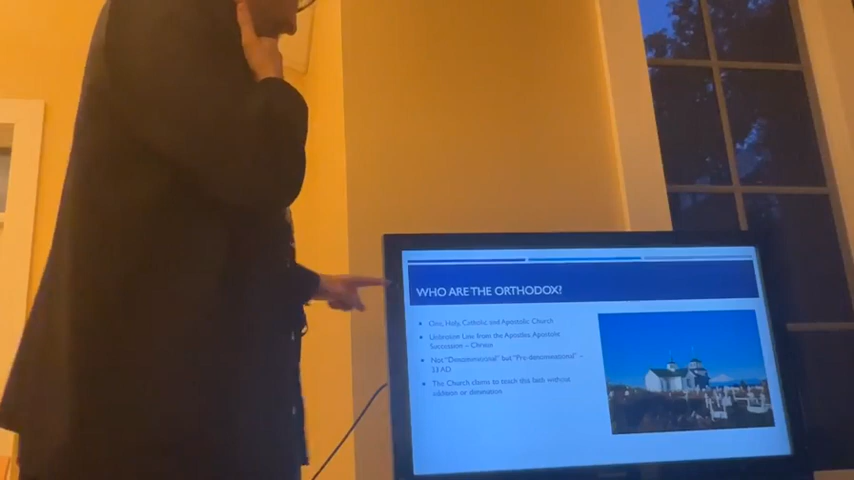 WHO ARE THE ORTHODOX?
One, Holy, Catholic and Apostolic Church
Unbroken Line from the Apostles, Apostolic
Succession – Christ
Not "Denominational" but "Pre-denominational" –
33 AD
The Church claims to teach this faith without
addition or diminution